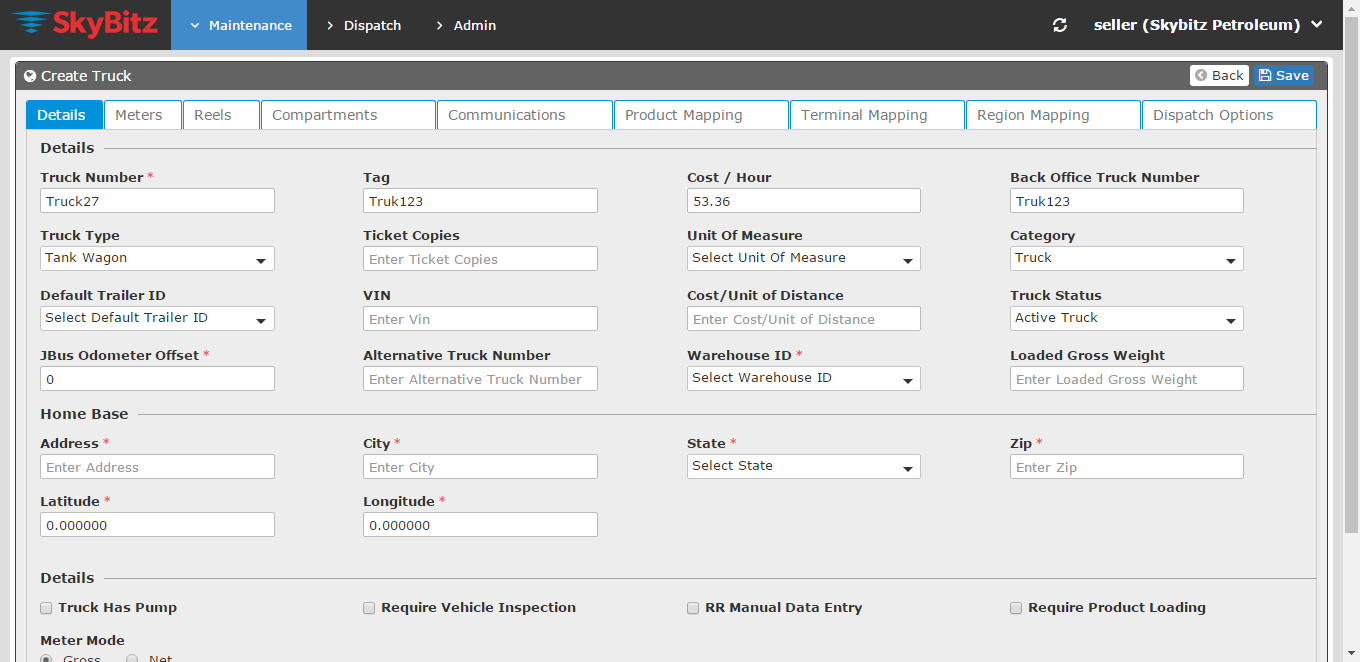 SkyBitz Maintenance Dispatch Admin seller (Skybitz Petroleum)
Create Truck Back Save
Details Meters Reels Compartments Communications Product Mapping Terminal Mapping Region Mapping Dispatch Options
Details
Truck Number * Tag Cost / Hour Back Office Truck Number
Truck27 Truk123 53.36 Truk123
Truck Type Ticket Copies Unit Of Measure Category
Tank Wagon Enter Ticket Copies Select Unit Of Measure Truck
Default Trailer ID VIN Cost/Unit of Distance Truck Status
Select Default Trailer ID Enter Vin Enter Cost/Unit of Distance Active Truck
JBus Odometer Offset * Alternative Truck Number Warehouse ID * Loaded Gross Weight
0 Enter Alternative Truck Number Select Warehouse ID Enter Loaded Gross Weight
Home Base
Address * City * State * Zip *
Enter Address Enter City Select State Enter Zip
Latitude * Longitude *
0.000000 0.000000
Details
Truck Has Pump Require Vehicle Inspection RR Manual Data Entry Require Product Loading
Meter Mode
Gross Net